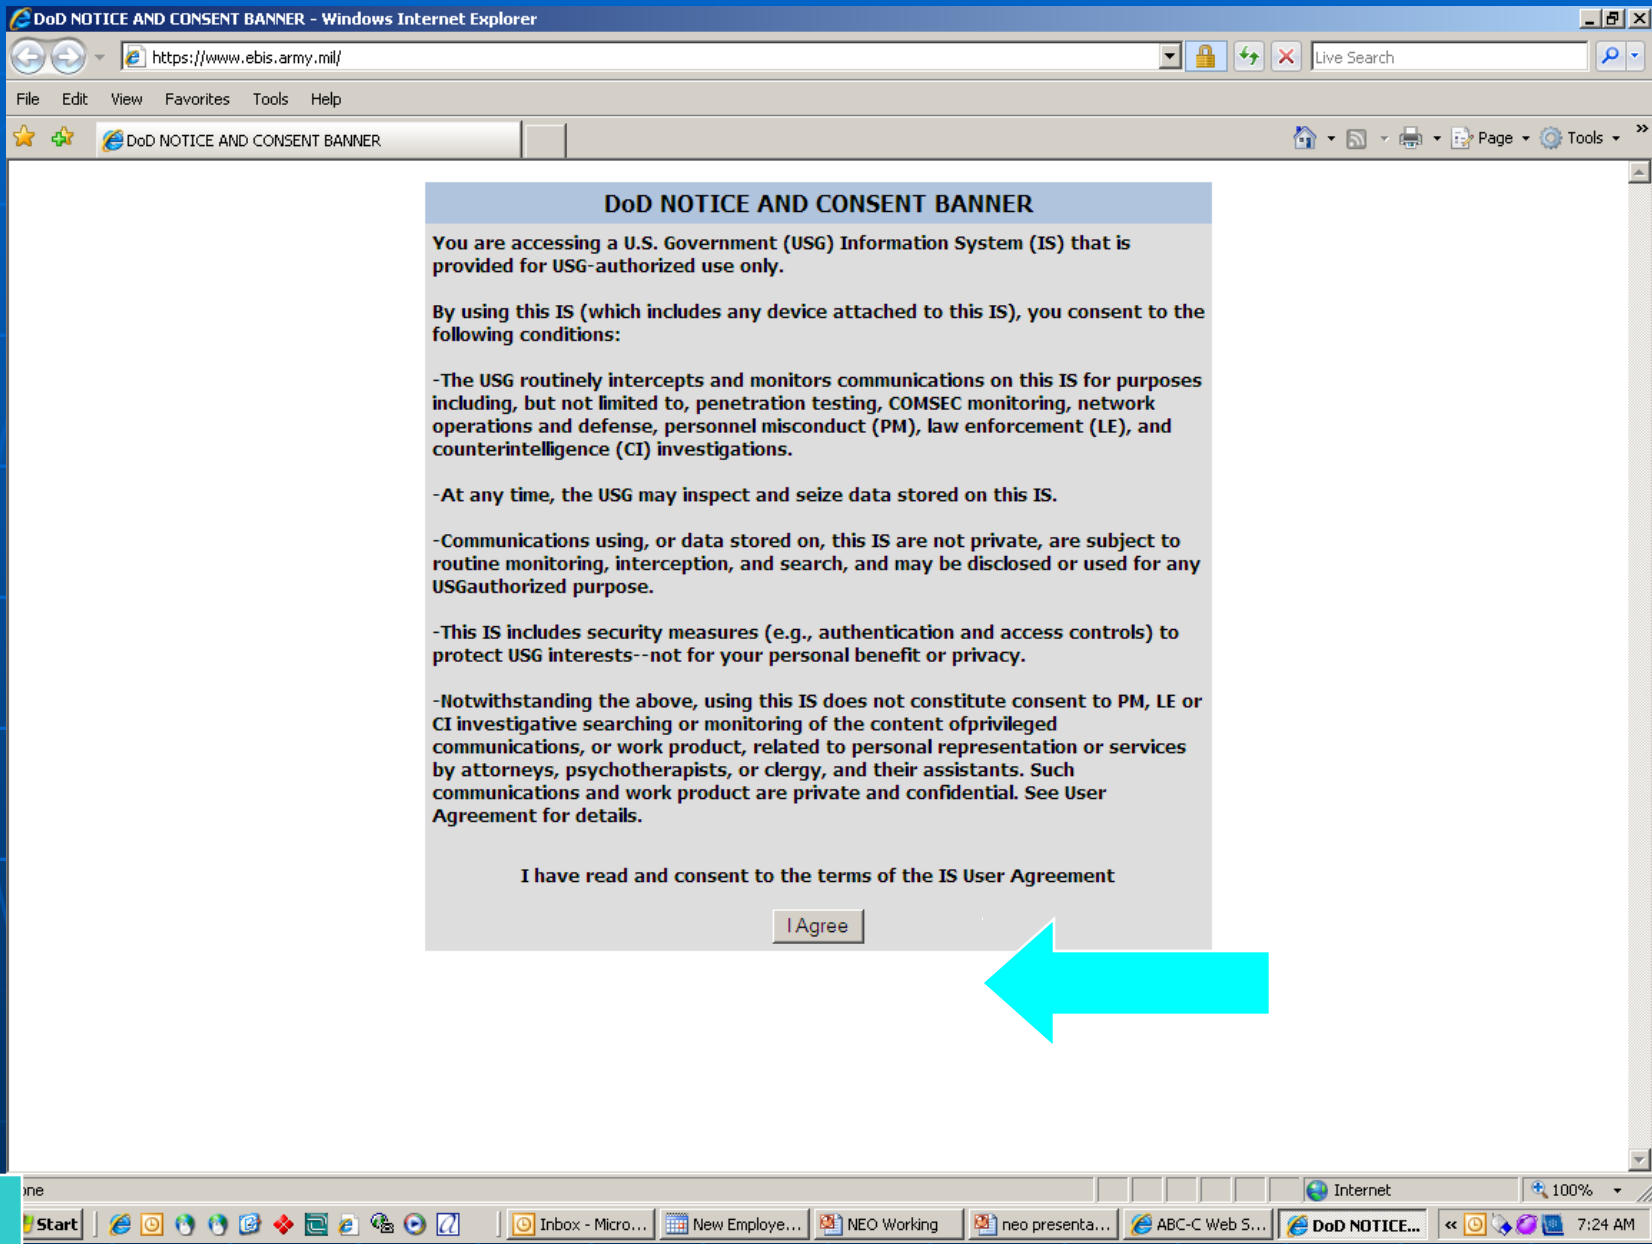 DoD NOTICE AND CONSENT BANNER - Windows Internet Explorer
https://www.ebis.army.mil/
Live Search
File Edit View Favorites Tools Help
DoD NOTICE AND CONSENT BANNER
Page Tools »
DoD NOTICE AND CONSENT BANNER
You are accessing a U.S. Government (USG) Information System (IS) that is
provided for USG-authorized use only.
By using this IS (which includes any device attached to this IS), you consent to the
following conditions:
-The USG routinely intercepts and monitors communications on this IS for purposes
including, but not limited to, penetration testing, COMSEC monitoring, network
operations and defense, personnel misconduct (PM), law enforcement (LE), and
counterintelligence (CI) investigations.
-At any time, the USG may inspect and seize data stored on this IS.
-Communications using, or data stored on, this IS are not private, are subject to
routine monitoring, interception, and search, and may be disclosed or used for any
USGauthorized purpose.
-This IS includes security measures (e.g., authentication and access controls) to
protect USG interests--not for your personal benefit or privacy.
-Notwithstanding the above, using this IS does not constitute consent to PM, LE or
CI investigative searching or monitoring of the content ofprivileged
communications, or work product, related to personal representation or services
by attorneys, psychotherapists, or clergy, and their assistants. Such
communications and work product are private and confidential. See User
Agreement for details.
I have read and consent to the terms of the IS User Agreement
I Agree
one Internet 100%
Start Inbox - Micro... New Employe... NEO Working neo presenta... ABC-C Web S... DoD NOTICE... « 7:24 AM